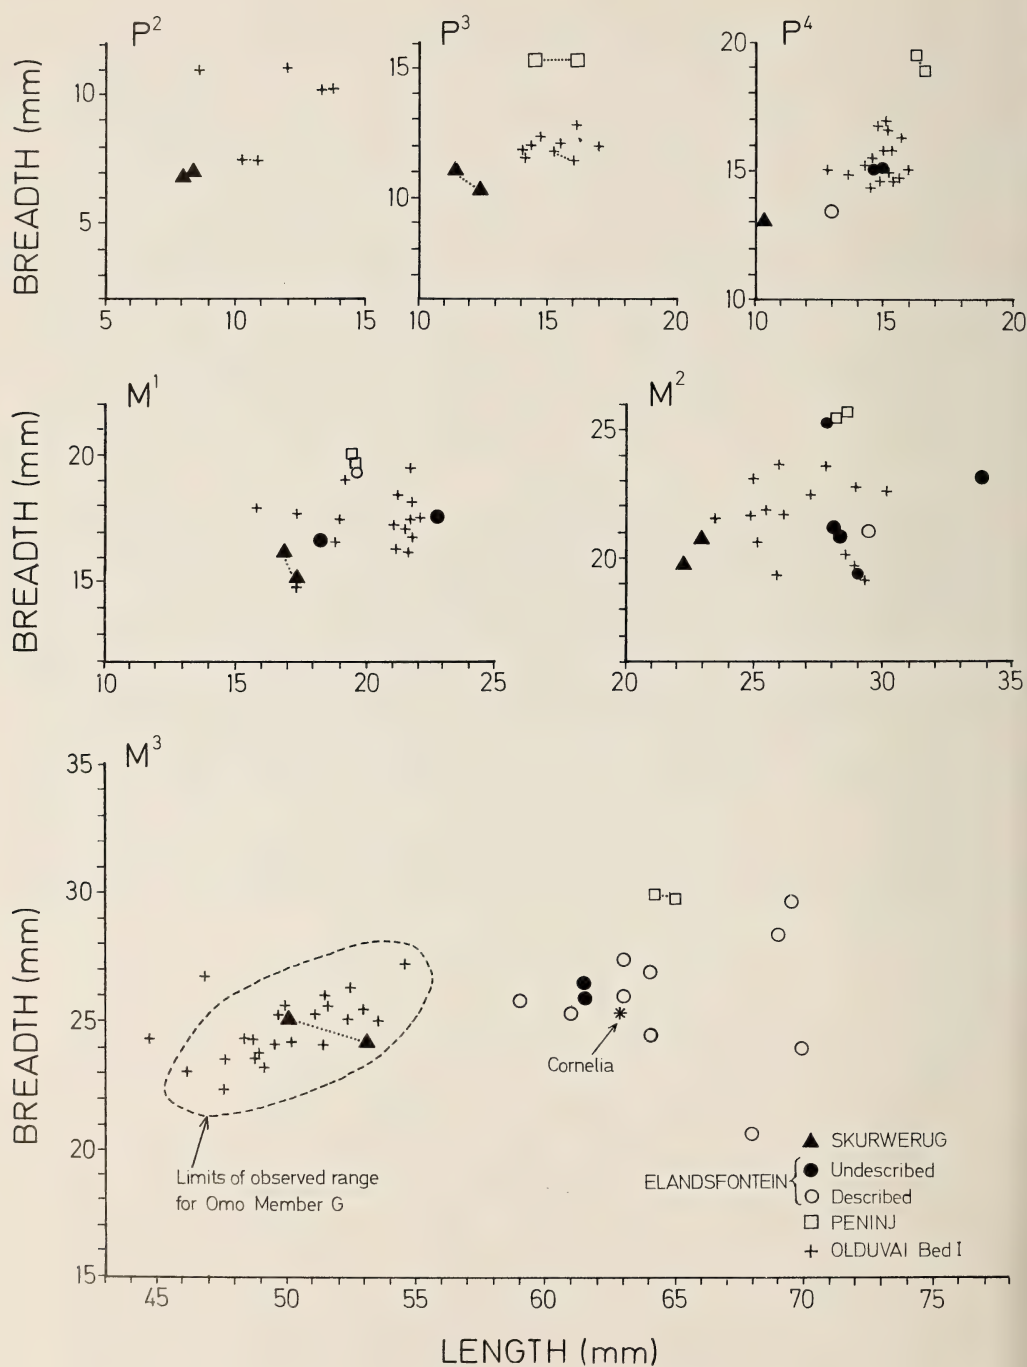 P² P³ P⁴
BREADTH (mm)
10
5
5 10 15
15
10
10 15 20
20
15
10
10 15 20
M¹ M²
BREADTH (mm)
20
15
10 15 20 25
25
20
20 25 30 35
M³
BREADTH (mm)
35
30
25
20
15
Cornelia
Limits of observed range
for Omo Member G
SKURWERUG
ELANDSFONTEIN
Undescribed
Described
PENINJ
OLDUVAI Bed I
45 50 55 60 65 70 75
LENGTH (mm)